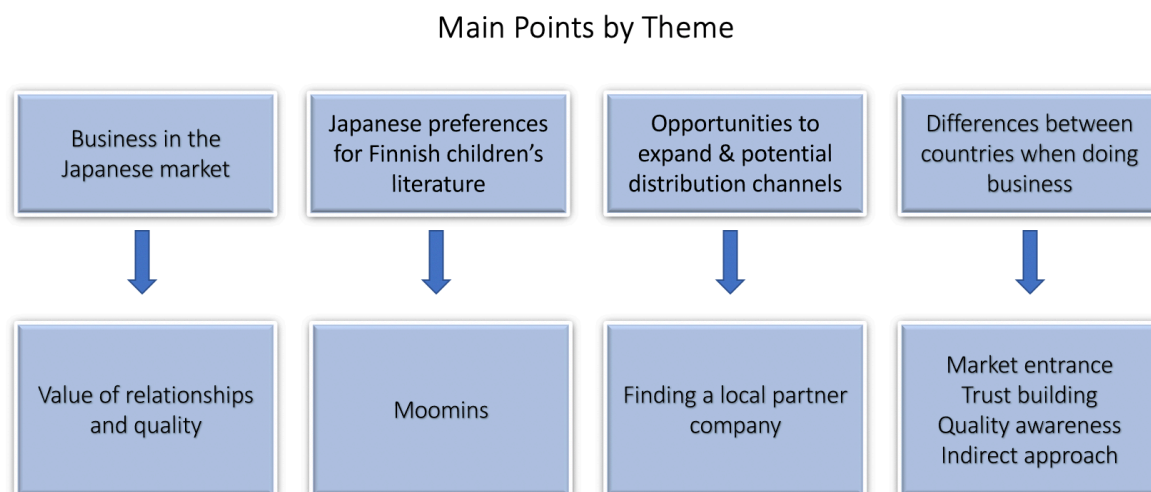 Main Points by Theme
Business in the
Japanese market
Japanese preferences
for Finnish children’s
literature
Opportunities to
expand & potential
distribution channels
Differences between
countries when doing
business
Value of relationships
and quality
Moomins
Finding a local partner
company
Market entrance
Trust building
Quality awareness
Indirect approach